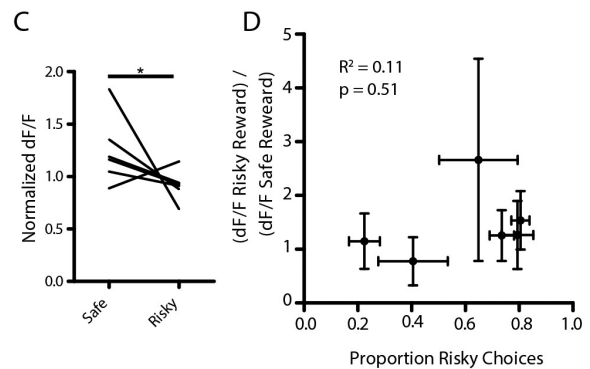 C
D
*
2.0
1.5
1.0
0.5
0.0
Normalized dF/F
Safe
Risky
R² = 0.11
p = 0.51
5
4
3
2
1
0
(dF/F Risky Reward) /
(dF/F Safe Reweard)
0.0 0.2 0.4 0.6 0.8 1.0
Proportion Risky Choices